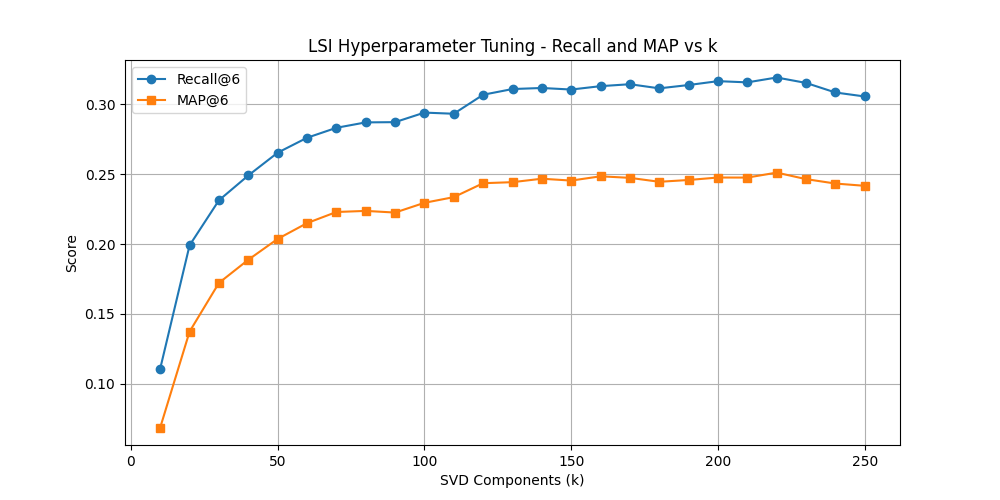 LSI Hyperparameter Tuning - Recall and MAP vs k
Recall@6
MAP@6
0.30
0.25
0.20
0.15
0.10
Score
0 50 100 150 200 250
SVD Components (k)